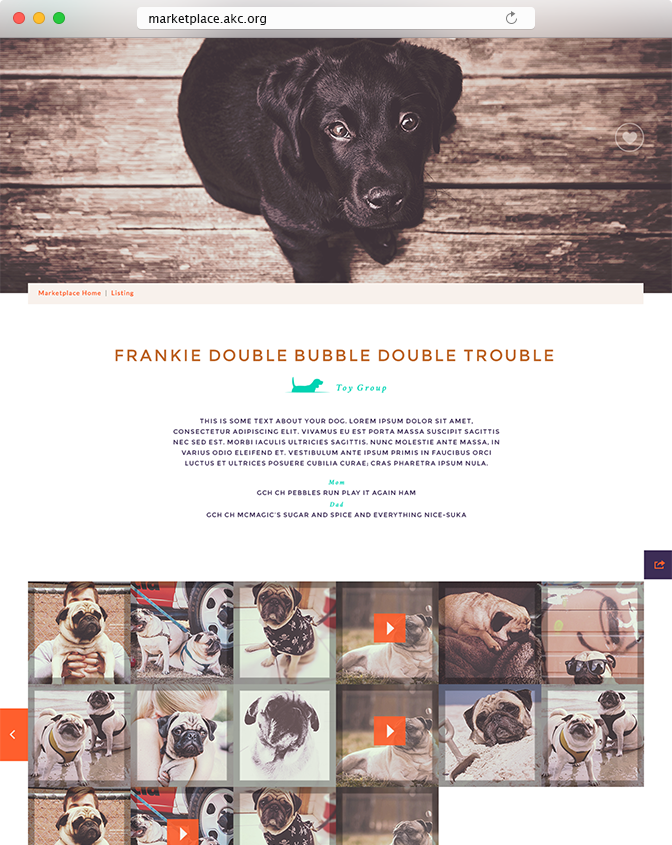 marketplace.akc.org
Marketplace Home | Listing
FRANKIE DOUBLE BUBBLE DOUBLE TROUBLE
Toy Group
THIS IS SOME TEXT ABOUT YOUR DOG. LOREM IPSUM DOLOR SIT AMET,
CONSECTETUR ADIPISCING ELIT. VIVAMUS EU EST PORTA MASSA SUSCIPIT SAGITTIS
NEC SED EST. MORBI IACULIS ULTRICIES SAGITTIS. NUNC MOLESTIE ANTE MASSA, IN
VARIUS ODIO ELEIFEND ET. VESTIBULUM ANTE IPSUM PRIMIS IN FAUCIBUS ORCI
LUCTUS ET ULTRICES POSUERE CUBILIA CURAE; CRAS PHARETRA IPSUM NULA.
Mom
GCH CH PEBBLES RUN PLAY IT AGAIN HAM
Dad
GCH CH MCMAGIC'S SUGAR AND SPICE AND EVERYTHING NICE-SUKA